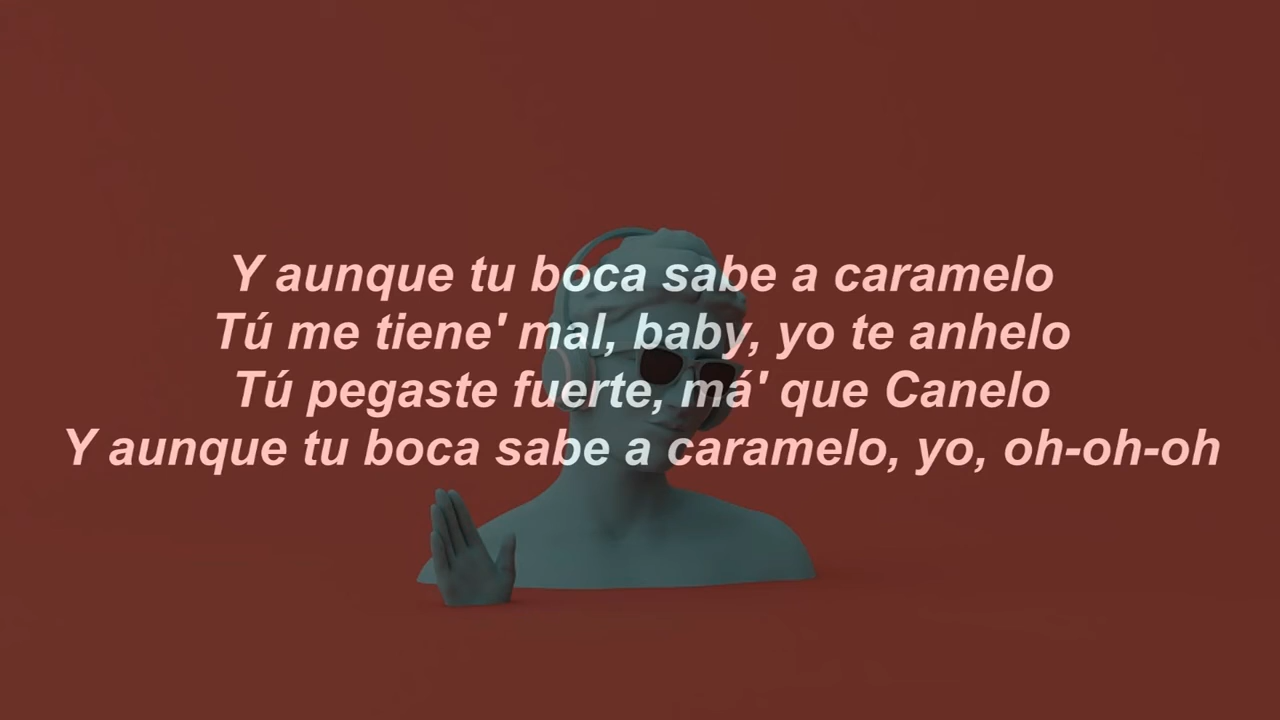 Y aunque tu boca sabe a caramelo
Tú me tiene' mal, baby, yo te anhelo
Tú pegaste fuerte, má' que Canelo
Y aunque tu boca sabe a caramelo, yo, oh-oh-oh